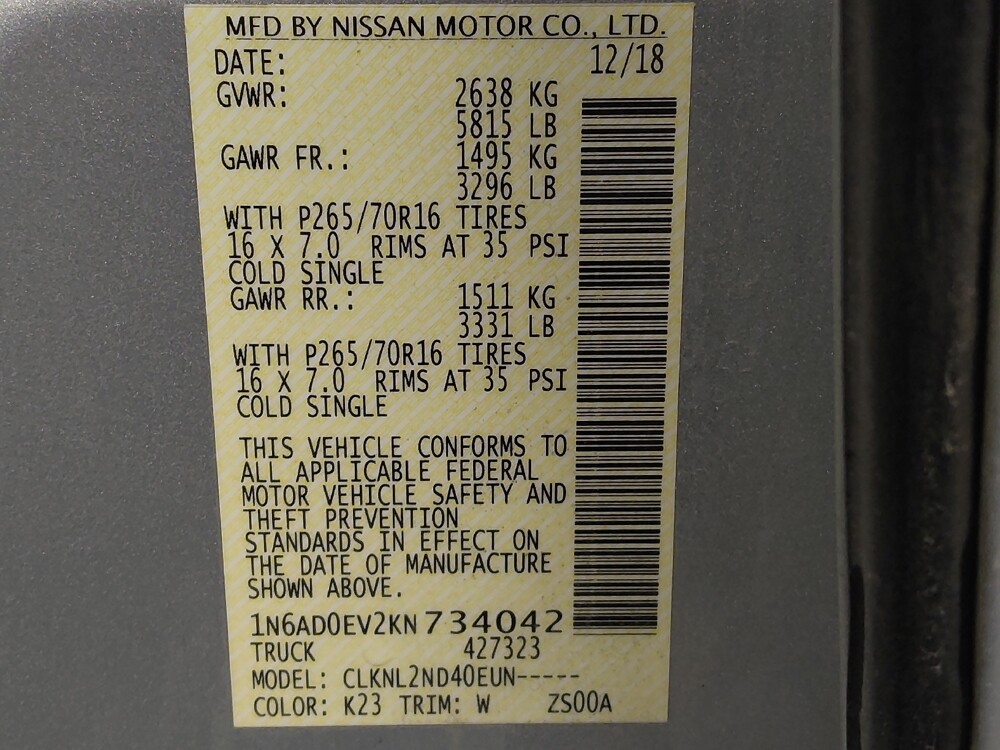 MFD BY NISSAN MOTOR CO., LTD.
DATE: 12/18
GVWR: 2638 KG
5815 LB
GAWR FR.: 1495 KG
3296 LB
WITH P265/70R16 TIRES
16 X 7.0 RIMS AT 35 PSI
COLD SINGLE
GAWR RR.: 1511 KG
3331 LB
WITH P265/70R16 TIRES
16 X 7.0 RIMS AT 35 PSI
COLD SINGLE
THIS VEHICLE CONFORMS TO
ALL APPLICABLE FEDERAL
MOTOR VEHICLE SAFETY AND
THEFT PREVENTION
STANDARDS IN EFFECT ON
THE DATE OF MANUFACTURE
SHOWN ABOVE.
1N6AD0EV2KN734042
TRUCK 427323
MODEL: CLKNL2ND40EUN-----
COLOR: K23 TRIM: W ZS00A